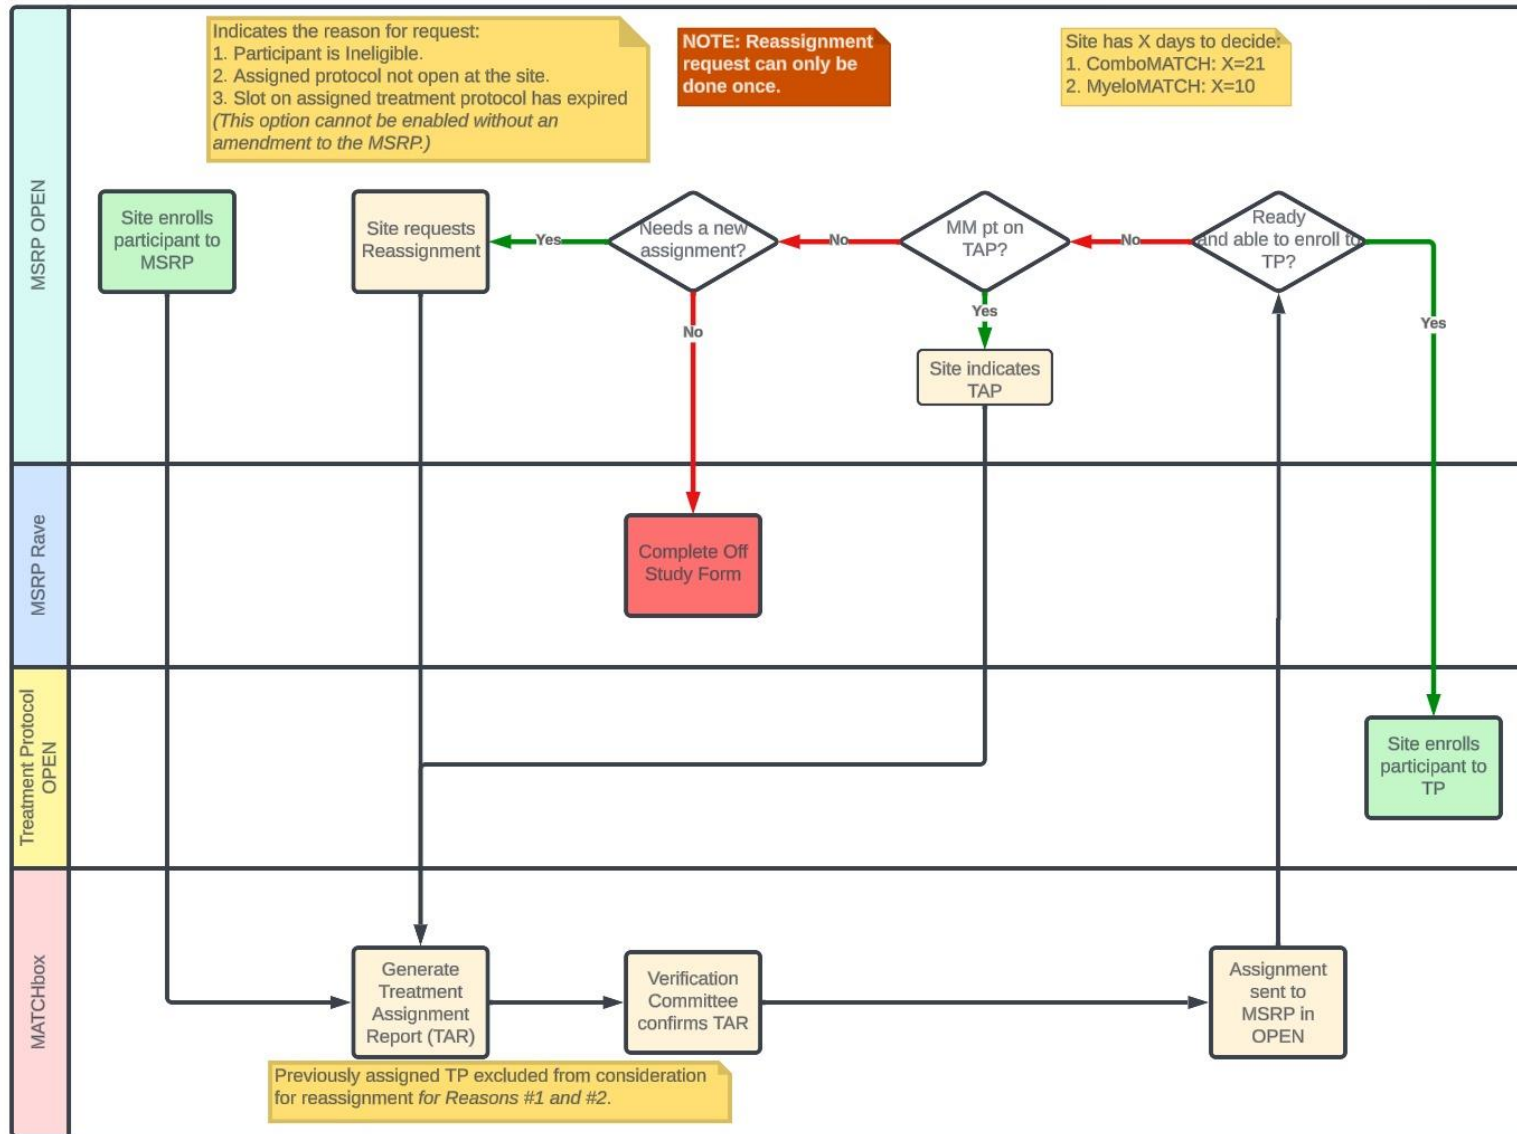 Indicates the reason for request:
1. Participant is Ineligible.
2. Assigned protocol not open at the site.
3. Slot on assigned treatment protocol has expired
(This option cannot be enabled without an
amendment to the MSRP.)
NOTE: Reassignment
request can only be
done once.
Site has X days to decide:
1. ComboMATCH: X=21
2. MyeloMATCH: X=10
MSRP OPEN
Site enrolls
participant to
MSRP
Site requests
Reassignment
Yes
Needs a new
assignment?
No
MM pt on
TAP?
No
Ready
and able to enroll to
TP?
Yes
No
Yes
Site indicates
TAP
MSRP Rave
Complete Off
Study Form
Treatment Protocol
OPEN
Site enrolls
participant to
TP
MATCHbox
Generate
Treatment
Assignment
Report (TAR)
Verification
Committee
confirms TAR
Assignment
sent to
MSRP in
OPEN
Previously assigned TP excluded from consideration
for reassignment for Reasons #1 and #2.